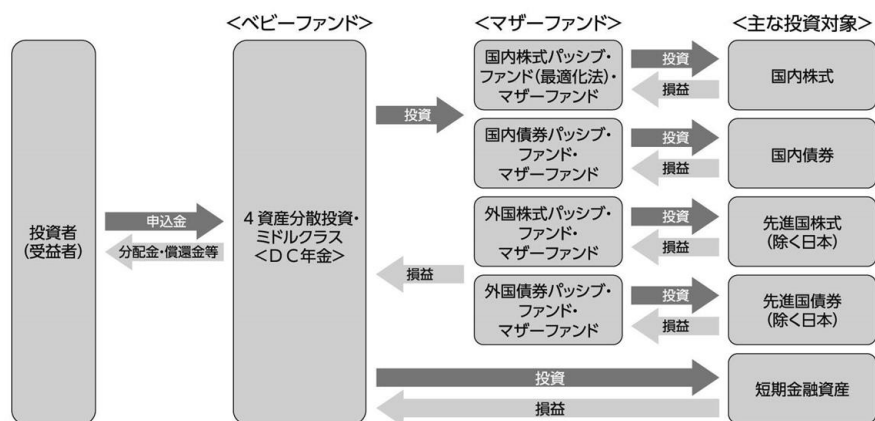 <ベビーファンド>
<マザーファンド>
<主な投資対象>
投資者
(受益者)
申込金
分配金・償還金等
4資産分散投資・
ミドルクラス
<DC年金>
投資
損益
国内株式パッシブ・
ファンド(最適化法)・
マザーファンド
投資
損益
国内株式
国内債券パッシブ・
ファンド・
マザーファンド
投資
損益
国内債券
外国株式パッシブ・
ファンド・
マザーファンド
投資
損益
先進国株式
(除く日本)
外国債券パッシブ・
ファンド・
マザーファンド
投資
損益
先進国債券
(除く日本)
投資
損益
短期金融資産